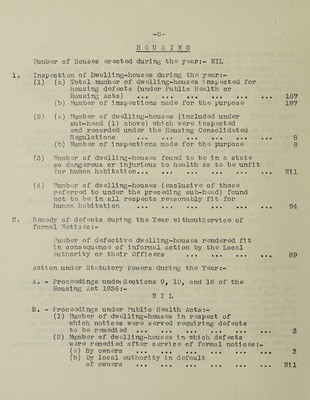 -6-
HOUSING
Number of Houses erected during the year:- NIL
1. Inspection of Dwelling-houses during the year:-
(1) (a) Total number of dwelling-houses inspected for
housing defects (under Public Health or
Housing Acts) ... ... ... ... ... ... 187
(b) Number of inspections made for the purpose 187
(2) (a) Number of dwelling-houses (included under
sub-head (1) above) which were inspected
and recorded under the Housing Consolidated
Regulations ... ... ... ... ... ... 8
(b) Number of inspections made for the purpose 8
(3) Number of dwelling-houses found to be in a state
so dangerous or injurious to health as to be unfit
for human habitation... ... ... ... ... ... Nil
(4) Number of dwelling-houses (exclusive of those
referred to under the preceding sub-head) found
not to be in all respects reasonably fit for
human habitation ... ... ... ... ... 94
2. Remedy of defects during the Year without Service of
formal Notices:-
Number of defective dwelling-houses rendered fit
in consequence of informal action by the Local
Authority or their Officers ... ... ... ... 89
Action under Statutory Powers during the Year:-
A. - Proceedings under Sections 9, 10, and 16 of the
Housing Act 1936:-
NIL
B. - Proceedings under Public Health Acts:-
(1) Number of dwelling-houses in respect of
which notices were served requiring defects
to be remedied ... ... ... ... ... ... 3
(2) Number of dwelling-houses in which defects
were remedied after service of formal notices:-
(a) By owners ... ... ... ... ... ... 3
(b) By local authority in default
of owners ... ... ... ... ... ... Nil